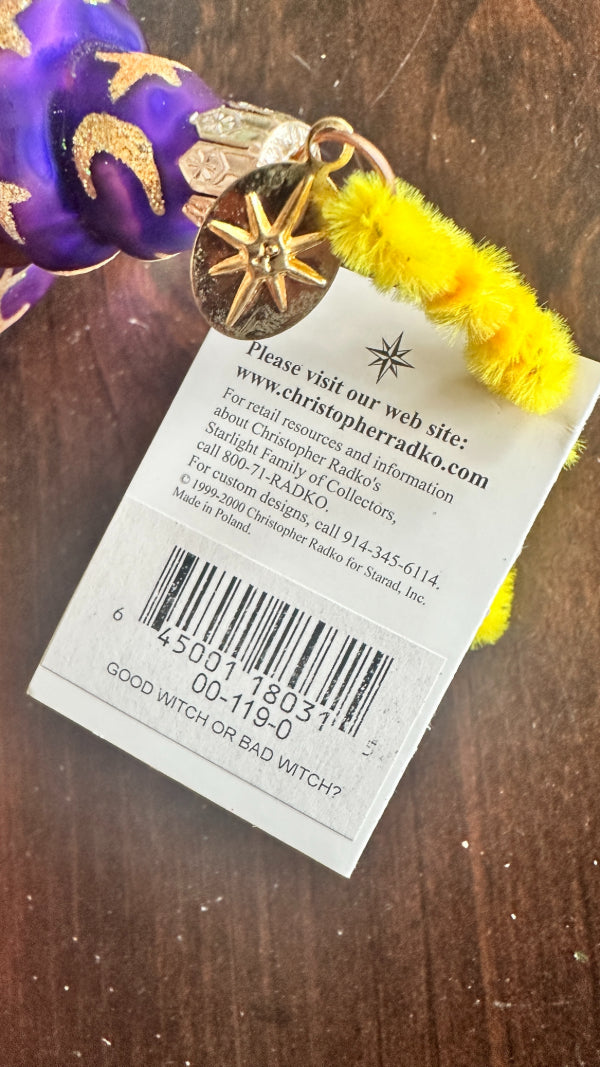 Please visit our web site:
www.christopherradko.com
For retail resources and information
about Christopher Radko's
Starlight Family of Collectors,
call 800-71-RADKO.
For custom designs, call 914-345-6114.
© 1999-2000 Christopher Radko for Starad, Inc.
Made in Poland.
6 45001 18031 5
00-119-0
GOOD WITCH OR BAD WITCH?